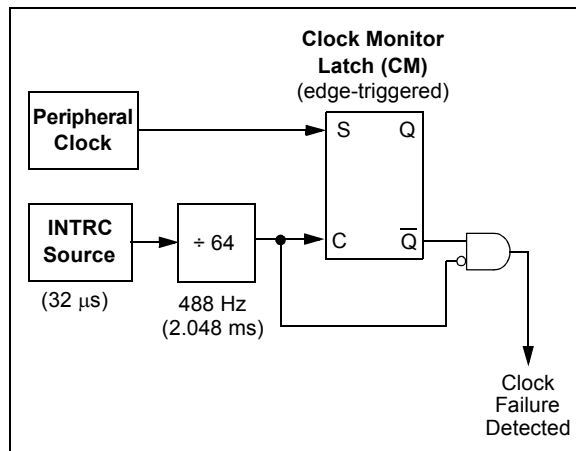 Clock Monitor
Latch (CM)
(edge-triggered)
Peripheral
Clock
S
Q
INTRC
Source
÷ 64
C
Q̅
(32 μs)
488 Hz
(2.048 ms)
Clock
Failure
Detected